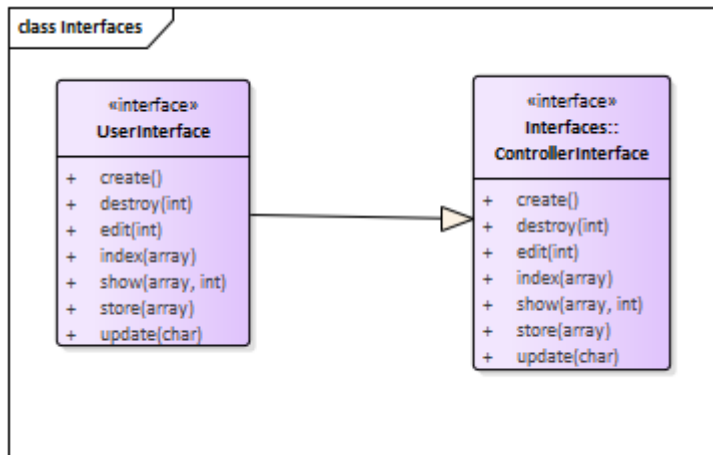 class Interfaces
«interface»
UserInterface
+ create()
+ destroy(int)
+ edit(int)
+ index(array)
+ show(array, int)
+ store(array)
+ update(char)
«interface»
Interfaces::
ControllerInterface
+ create()
+ destroy(int)
+ edit(int)
+ index(array)
+ show(array, int)
+ store(array)
+ update(char)